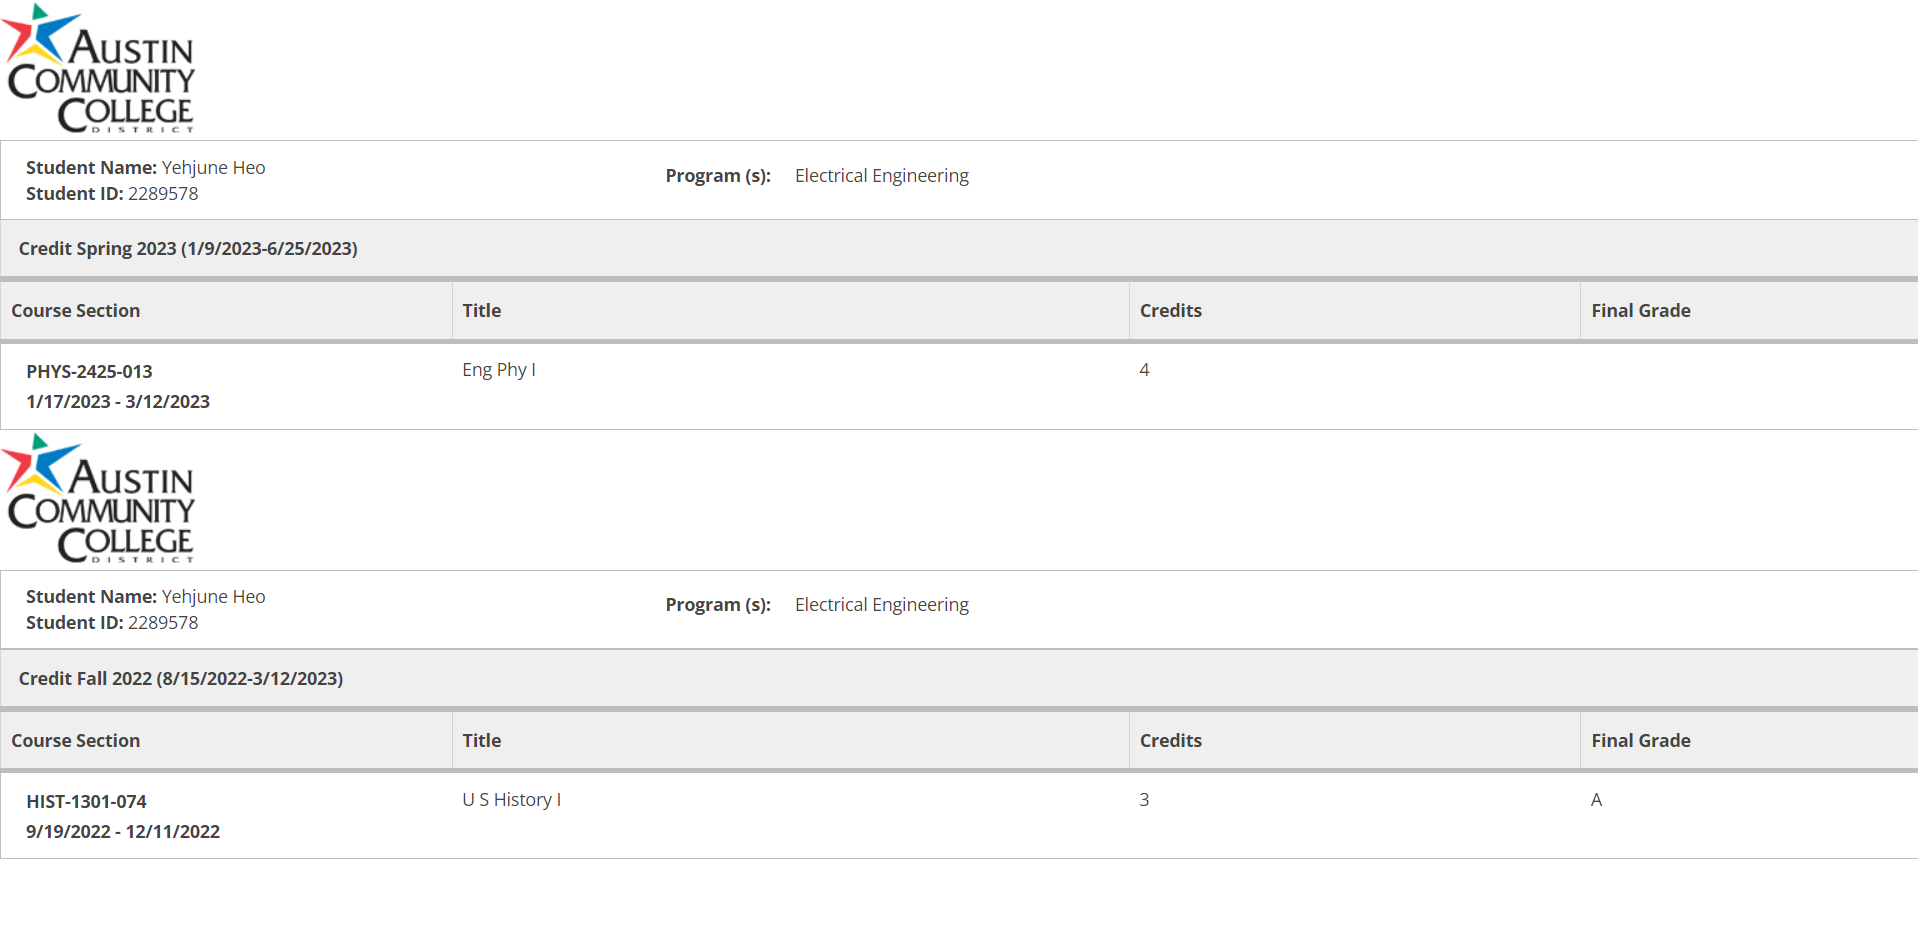 AUSTIN
COMMUNITY
COLLEGE
DISTRICT
Student Name: Yehjune Heo
Student ID: 2289578
Program (s): Electrical Engineering
Credit Spring 2023 (1/9/2023-6/25/2023)
Course Section Title Credits Final Grade
PHYS-2425-013 Eng Phy I 4
1/17/2023 - 3/12/2023
AUSTIN
COMMUNITY
COLLEGE
DISTRICT
Student Name: Yehjune Heo
Student ID: 2289578
Program (s): Electrical Engineering
Credit Fall 2022 (8/15/2022-3/12/2023)
Course Section Title Credits Final Grade
HIST-1301-074 U S History I 3 A
9/19/2022 - 12/11/2022